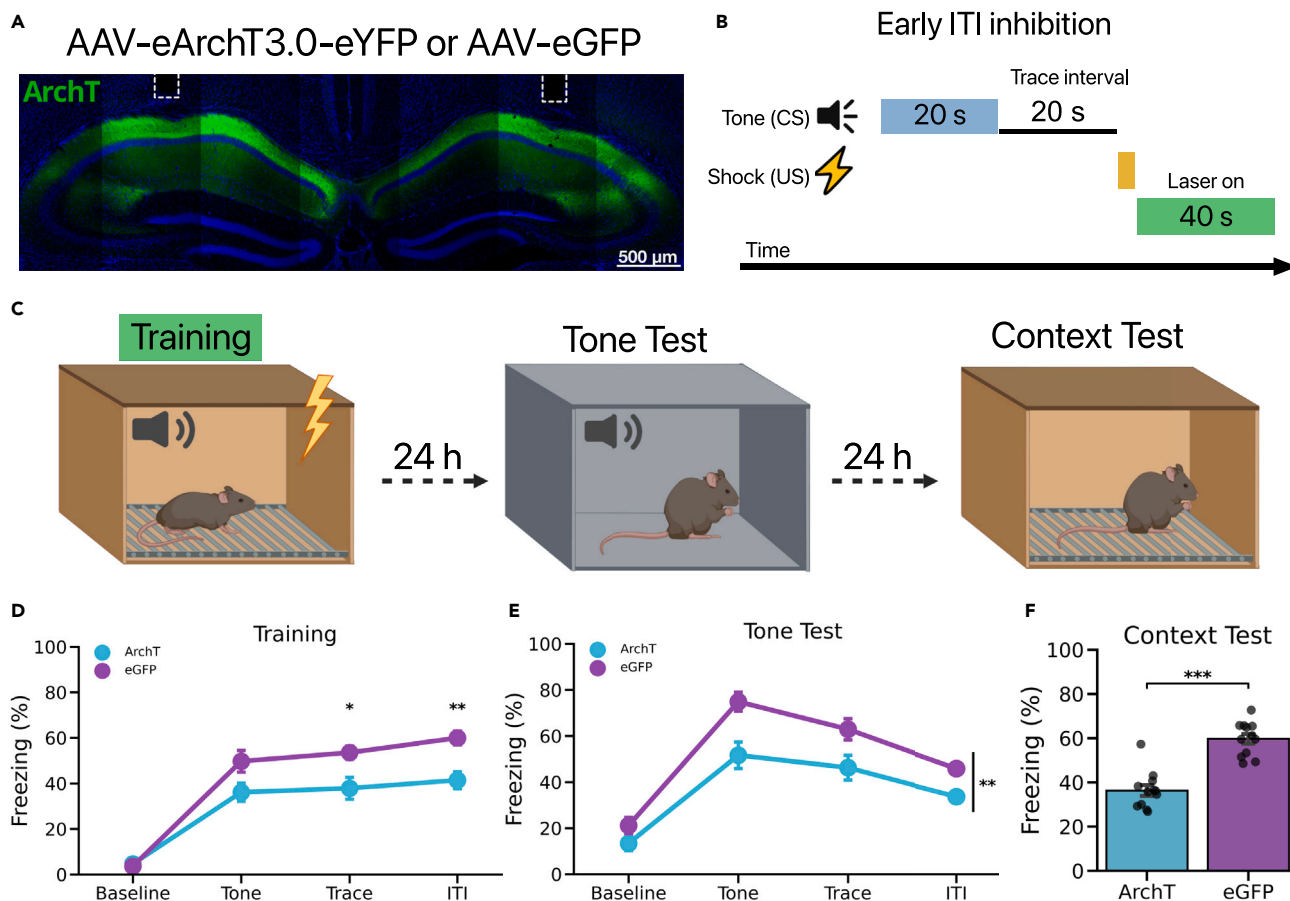 A
AAV-eArchT3.0-eYFP or AAV-eGFP
ArchT
500 µm
B
Early ITI inhibition
Trace interval
Tone (CS)
20 s
20 s
Shock (US)
Laser on
40 s
Time
C
Training
Tone Test
Context Test
24 h
24 h
D
Training
ArchT
eGFP
Freezing (%)
100
80
60
40
20
0
*
**
Baseline
Tone
Trace
ITI
E
Tone Test
ArchT
eGFP
Freezing (%)
100
80
60
40
20
0
**
Baseline
Tone
Trace
ITI
F
Context Test
Freezing (%)
100
80
60
40
20
0
***
ArchT
eGFP